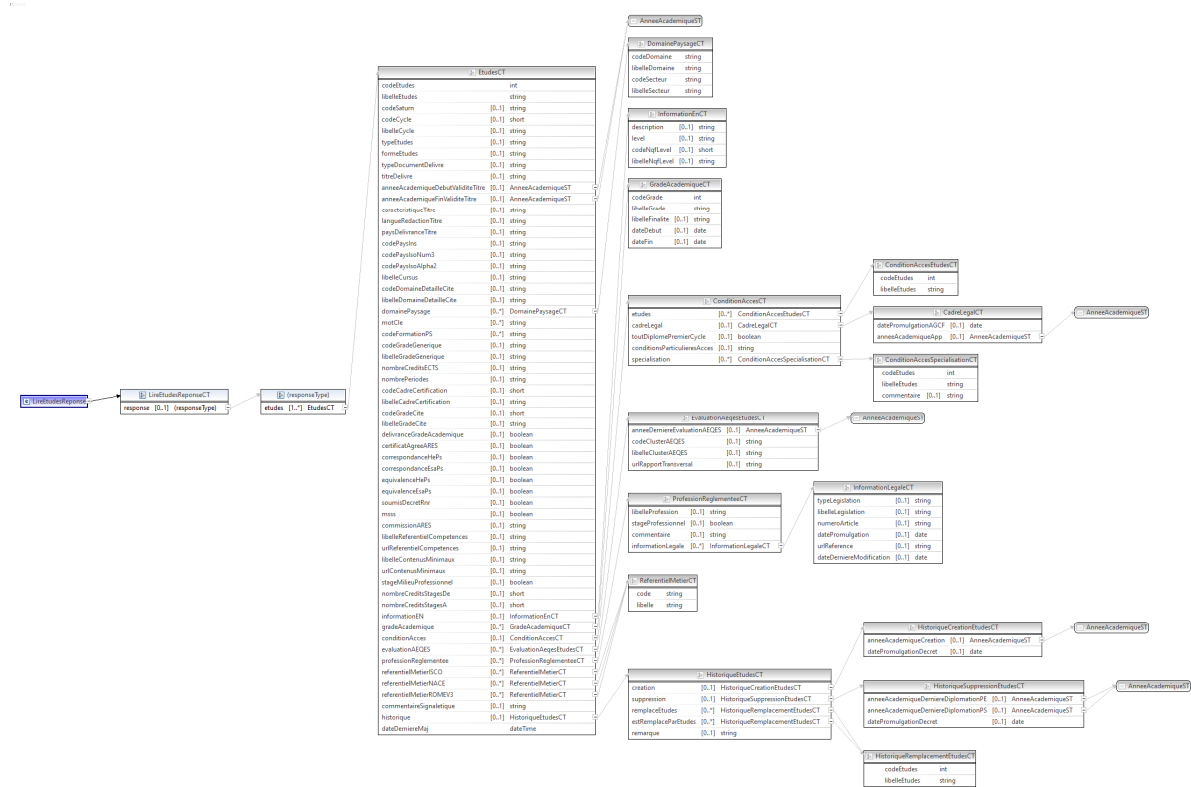 LireEtudesReponse
LireEtudesReponseCT
response [0..1] (responseType)
(responseType)
etudes [1..*] EtudesCT
EtudesCT
codeEtudes int
libelleEtudes string
codeSaturn [0..1] string
codeCycle [0..1] short
libelleCycle [0..1] string
typeEtudes [0..1] string
formeEtudes [0..1] string
typeDocumentDelivre [0..1] string
titreDelivre [0..1] string
anneeAcademiqueDebutValiditeTitre [0..1] AnneeAcademiqueST
anneeAcademiqueFinValiditeTitre [0..1] AnneeAcademiqueST
caracteristiqueTitre [0..1] string
langueRedactionTitre [0..1] string
paysDelivranceTitre [0..1] string
codePaysIns [0..1] string
codePaysIsoNum3 [0..1] string
codePaysIsoAlpha2 [0..1] string
libelleCursus [0..1] string
codeDomaineDetailleCite [0..1] string
libelleDomaineDetailleCite [0..1] string
domainePaysage [0..*] DomainePaysageCT
motCle [0..*] string
codeFormationPS [0..*] string
codeGradeGenerique [0..1] string
libelleGradeGenerique [0..1] string
nombreCreditsECTS [0..1] string
nombrePeriodes [0..1] string
codeCadreCertification [0..1] short
libelleCadreCertification [0..1] string
codeGradeCite [0..1] short
libelleGradeCite [0..1] string
delivranceGradeAcademique [0..1] boolean
certificatAgreeARES [0..1] boolean
correspondanceHePs [0..1] boolean
correspondanceEsaPs [0..1] boolean
equivalenceHePs [0..1] boolean
equivalenceEsaPs [0..1] boolean
soumisDecretRnr [0..1] boolean
msss [0..1] boolean
commissionARES [0..1] string
libelleReferentielCompetences [0..1] string
urlReferentielCompetences [0..1] string
libelleContenusMinimaux [0..1] string
urlContenusMinimaux [0..1] string
stageMilieuProfessionnel [0..1] boolean
nombreCreditsStagesDe [0..1] short
nombreCreditsStagesA [0..1] short
informationEN [0..1] InformationEnCT
gradeAcademique [0..*] GradeAcademiqueCT
conditionAcces [0..1] ConditionAccesCT
evaluationAEQES [0..*] EvaluationAeqesEtudesCT
professionReglementee [0..*] ProfessionReglementeeCT
referentielMetierISCO [0..*] ReferentielMetierCT
referentielMetierNACE [0..*] ReferentielMetierCT
referentielMetierROMEV3 [0..*] ReferentielMetierCT
commentaireSignaletique [0..1] string
historique [0..1] HistoriqueEtudesCT
dateDerniereMaj dateTime
AnneeAcademiqueST
DomainePaysageCT
codeDomaine string
libelleDomaine string
codeSecteur string
libelleSecteur string
InformationEnCT
description [0..1] string
level [0..1] string
codeNqfLevel [0..1] short
libelleNqfLevel [0..1] string
GradeAcademiqueCT
codeGrade int
libelleGrade string
libelleFinalite [0..1] string
dateDebut [0..1] date
dateFin [0..1] date
ConditionAccesCT
etudes [0..*] ConditionAccesEtudesCT
cadreLegal [0..1] CadreLegalCT
toutDiplomePremierCycle [0..1] boolean
conditionsParticulieresAcces [0..1] string
specialisation [0..*] ConditionAccesSpecialisationCT
ConditionAccesEtudesCT
codeEtudes int
libelleEtudes string
CadreLegalCT
datePromulgationAGCF [0..1] date
anneeAcademiqueApp [0..1] AnneeAcademiqueST
AnneeAcademiqueST
ConditionAccesSpecialisationCT
codeEtudes int
libelleEtudes string
commentaire [0..1] string
EvaluationAeqesEtudesCT
anneeDerniereEvaluationAEQES [0..1] AnneeAcademiqueST
codeClusterAEQES [0..1] string
libelleClusterAEQES [0..1] string
urlRapportTransversal [0..1] string
AnneeAcademiqueST
ProfessionReglementeeCT
libelleProfession [0..1] string
stageProfessionnel [0..1] boolean
commentaire [0..1] string
informationLegale [0..*] InformationLegaleCT
InformationLegaleCT
typeLegislation [0..1] string
libelleLegislation [0..1] string
numeroArticle [0..1] string
datePromulgation [0..1] date
urlReference [0..1] string
dateDerniereModification [0..1] date
ReferentielMetierCT
code string
libelle string
HistoriqueEtudesCT
creation [0..1] HistoriqueCreationEtudesCT
suppression [0..1] HistoriqueSuppressionEtudesCT
remplaceEtudes [0..*] HistoriqueRemplacementEtudesCT
estRemplaceParEtudes [0..*] HistoriqueRemplacementEtudesCT
remarque [0..1] string
HistoriqueCreationEtudesCT
anneeAcademiqueCreation [0..1] AnneeAcademiqueST
datePromulgationDecret [0..1] date
AnneeAcademiqueST
HistoriqueSuppressionEtudesCT
anneeAcademiqueDerniereDiplomationPE [0..1] AnneeAcademiqueST
anneeAcademiqueDerniereDiplomationPS [0..1] AnneeAcademiqueST
datePromulgationDecret [0..1] date
AnneeAcademiqueST
HistoriqueRemplacementEtudesCT
codeEtudes int
libelleEtudes string